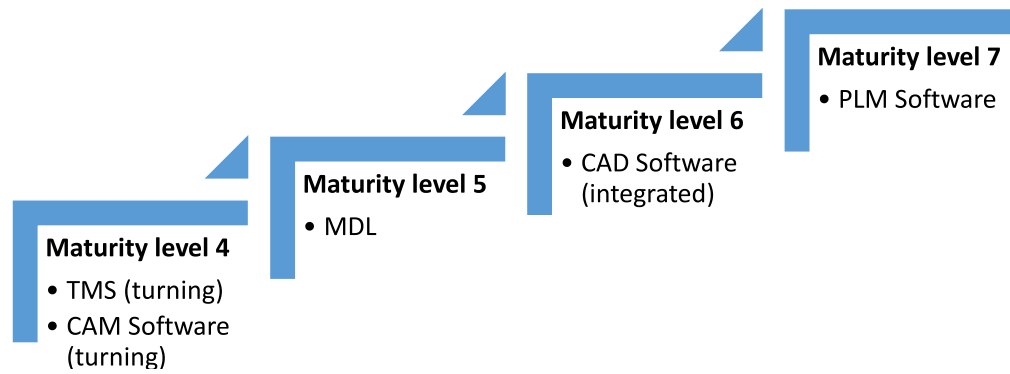 Maturity level 4
• TMS (turning)
• CAM Software
(turning)
Maturity level 5
• MDL
Maturity level 6
• CAD Software
(integrated)
Maturity level 7
• PLM Software